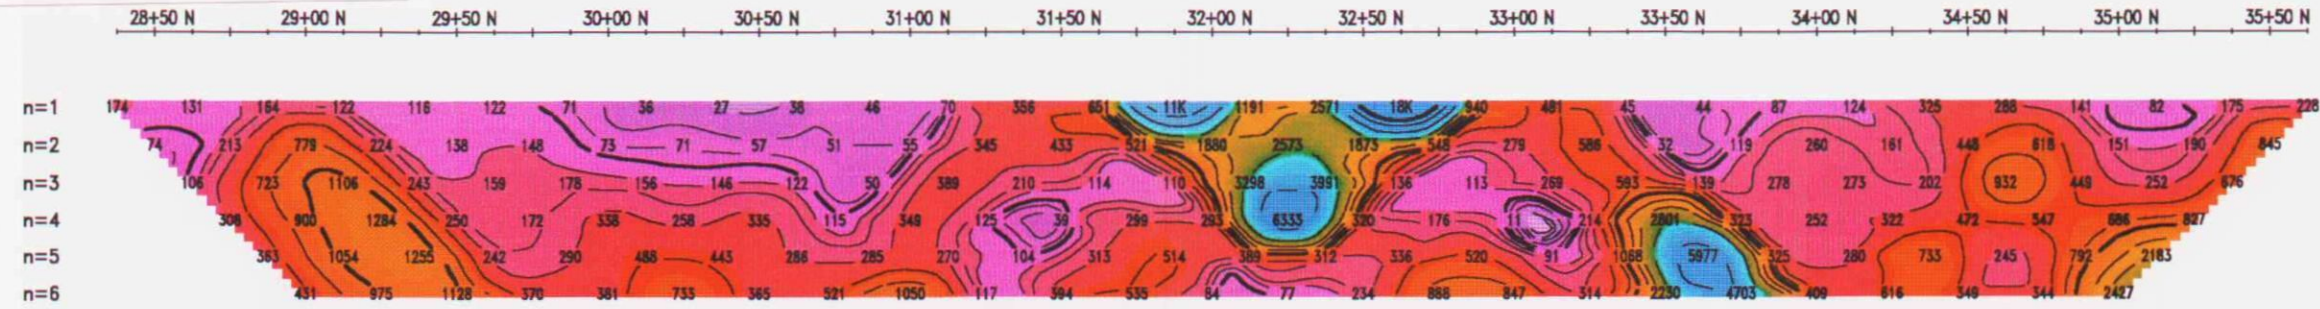 28+50 N 29+00 N 29+50 N 30+00 N 30+50 N 31+00 N 31+50 N 32+00 N 32+50 N 33+00 N 33+50 N 34+00 N 34+50 N 35+00 N 35+50 N
n=1 174 131 164 122 116 122 71 36 27 38 46 70 356 651 11K 1191 2571 18K 940 481 45 44 87 124 325 288 141 82 175 228
n=2 74 213 779 224 138 148 73 71 57 51 55 345 433 521 1880 2573 1873 548 279 586 32 119 260 161 448 618 151 190 845
n=3 106 723 1106 243 159 178 156 146 122 50 389 210 114 110 3298 3991 136 113 269 593 139 278 273 202 932 449 252 676
n=4 308 900 1284 250 172 338 258 335 115 349 125 39 299 293 6333 320 176 11 214 2801 323 252 322 472 547 686 827
n=5 363 1054 1255 242 290 488 443 286 285 270 104 313 514 389 312 336 520 91 1068 5977 325 280 733 245 792 2183
n=6 431 975 1128 370 381 733 365 521 1050 117 394 535 84 77 234 888 847 314 2230 4703 409 616 349 344 2427